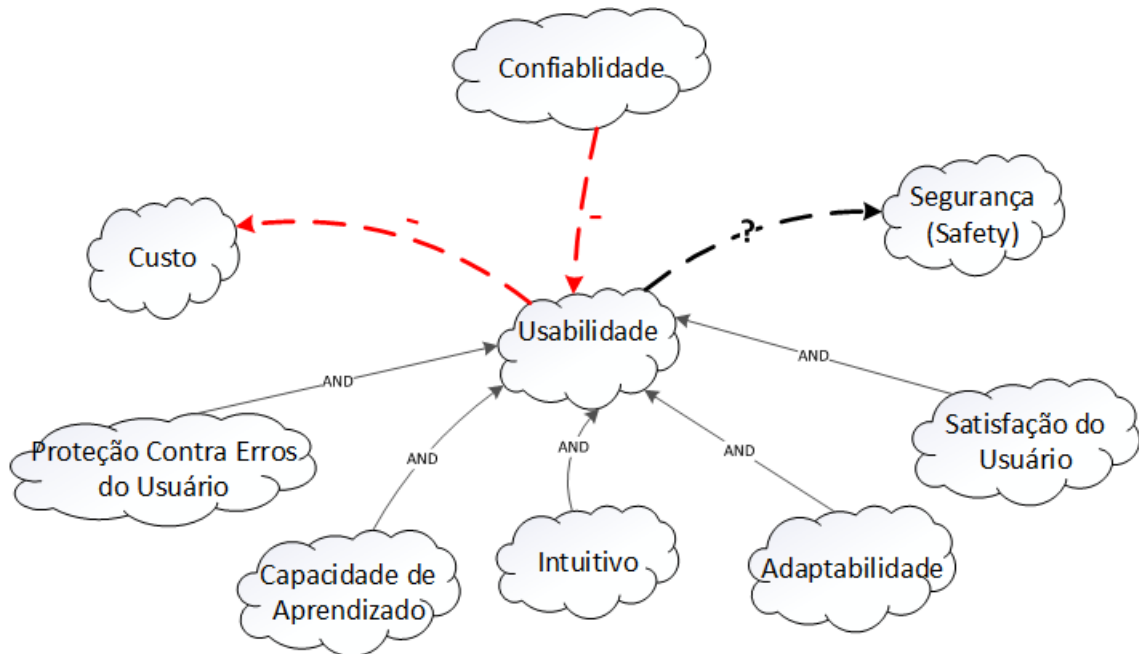 Confiablidade
Segurança
(Safety)
-
-
-?-
Custo
Usabilidade
AND
AND
Satisfação do
Usuário
Proteção Contra Erros
do Usuário
AND
AND
AND
Capacidade de
Aprendizado
Intuitivo
Adaptabilidade